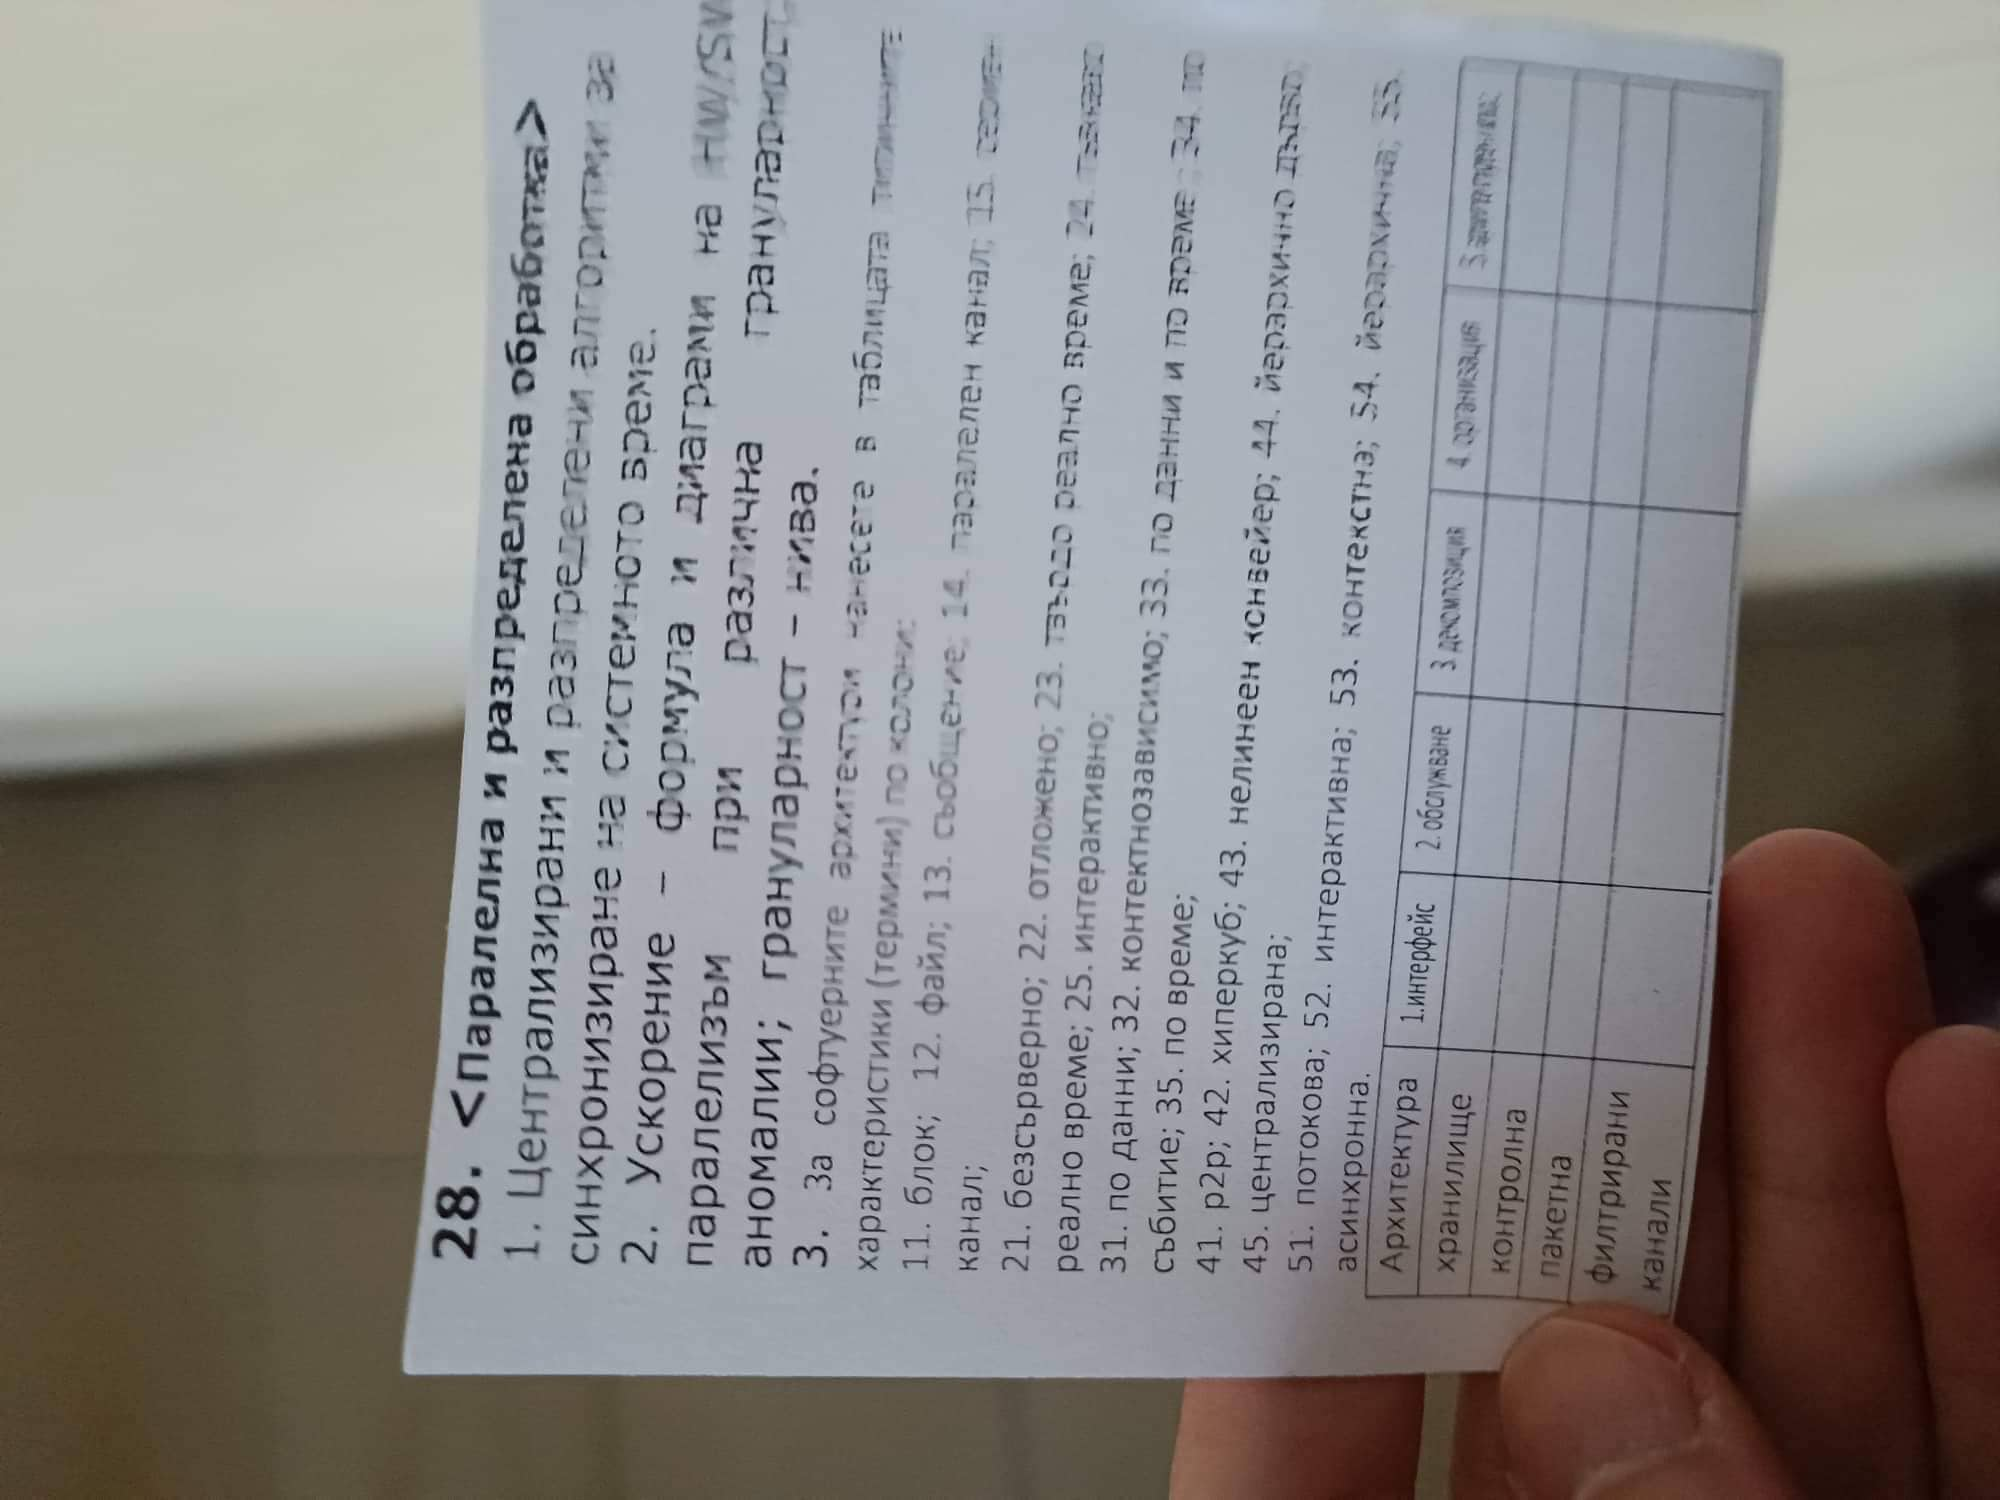 28. <Паралелна и разпределена обработка>
1. Централизирани и разпределени алгоритми за
синхронизиране на системното време.
2. Ускорение – формула и диаграми на HW/SW
паралелизъм при различна грануларност;
аномалии; грануларност – нива.
3. За софтуерните архитектури нанесете в таблицата типичните
характеристики (термини) по колони:
11. блок; 12. файл; 13. съобщение; 14. паралелен канал; 15. сериен
канал;
21. безсървърно; 22. отложено; 23. твърдо реално време; 24.
реално време; 25. интерактивно;
31. по данни; 32. контектнозависимо; 33. по данни и по време; 34. по
събитие; 35. по време;
41. p2p; 42. хиперкуб; 43. нелинеен конвейер; 44. йерархично дърво;
45. централизирана;
51. потокова; 52. интерактивна; 53. контекстна; 54. йерархична; 55.
асинхронна.
Архитектура 1.интерфейс 2. обслужване 3 декомпозиция 4. организация
хранилище
контролна
пакетна
филтрирани
канали